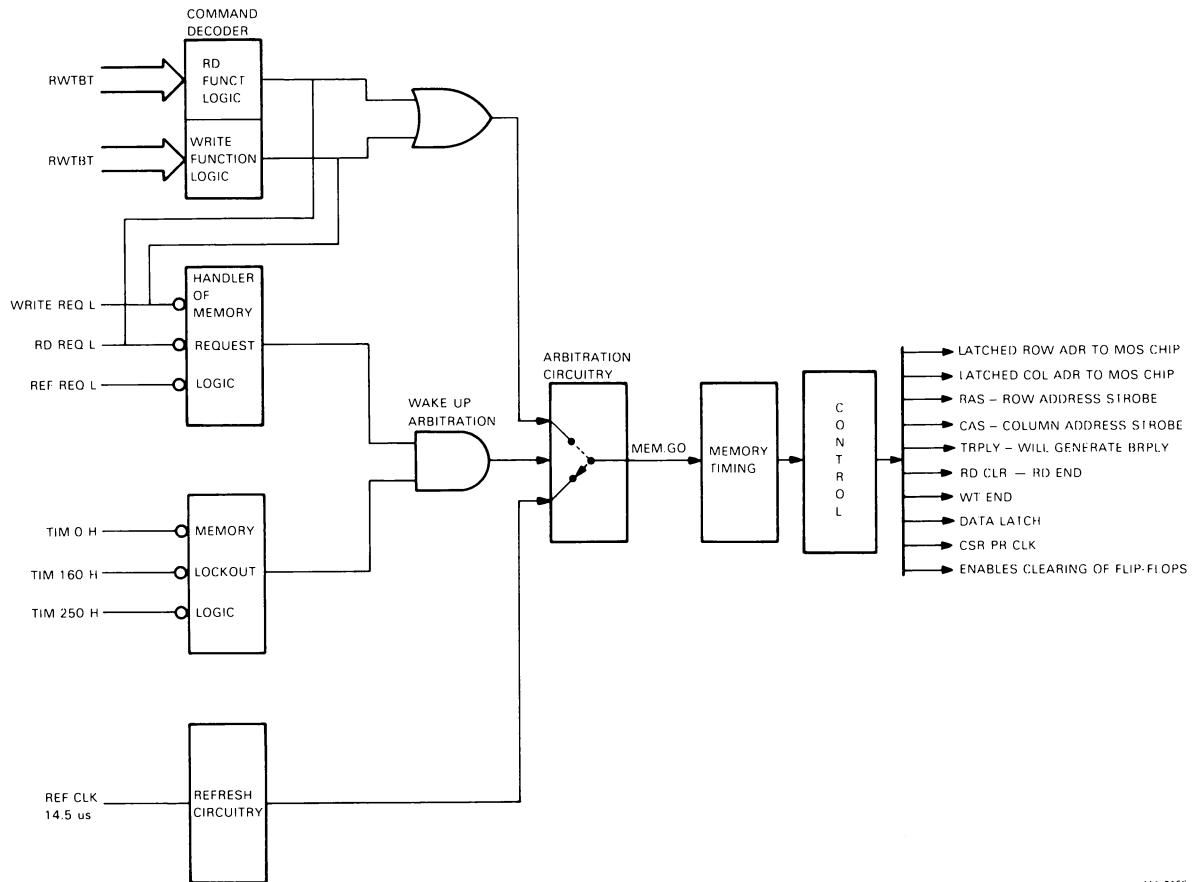 COMMAND
DECODER
RWTBT
RD
FUNCT
LOGIC
RWTBT
WRITE
FUNCTION
LOGIC
WRITE REQ L
RD REQ L
REF REQ L
HANDLER
OF
MEMORY
REQUEST
LOGIC
WAKE UP
ARBITRATION
ARBITRATION
CIRCUITRY
MEM.GO
MEMORY
TIMING
CONTROL
LATCHED ROW ADR TO MOS CHIP
LATCHED COL ADR TO MOS CHIP
RAS – ROW ADDRESS STROBE
CAS – COLUMN ADDRESS STROBE
TRPLY – WILL GENERATE BRPLY
RD CLR – RD END
WT END
DATA LATCH
CSR PR CLK
ENABLES CLEARING OF FLIP-FLOPS
TIM 0 H
TIM 160 H
TIM 250 H
MEMORY
LOCKOUT
LOGIC
REF CLK
14.5 us
REFRESH
CIRCUITRY